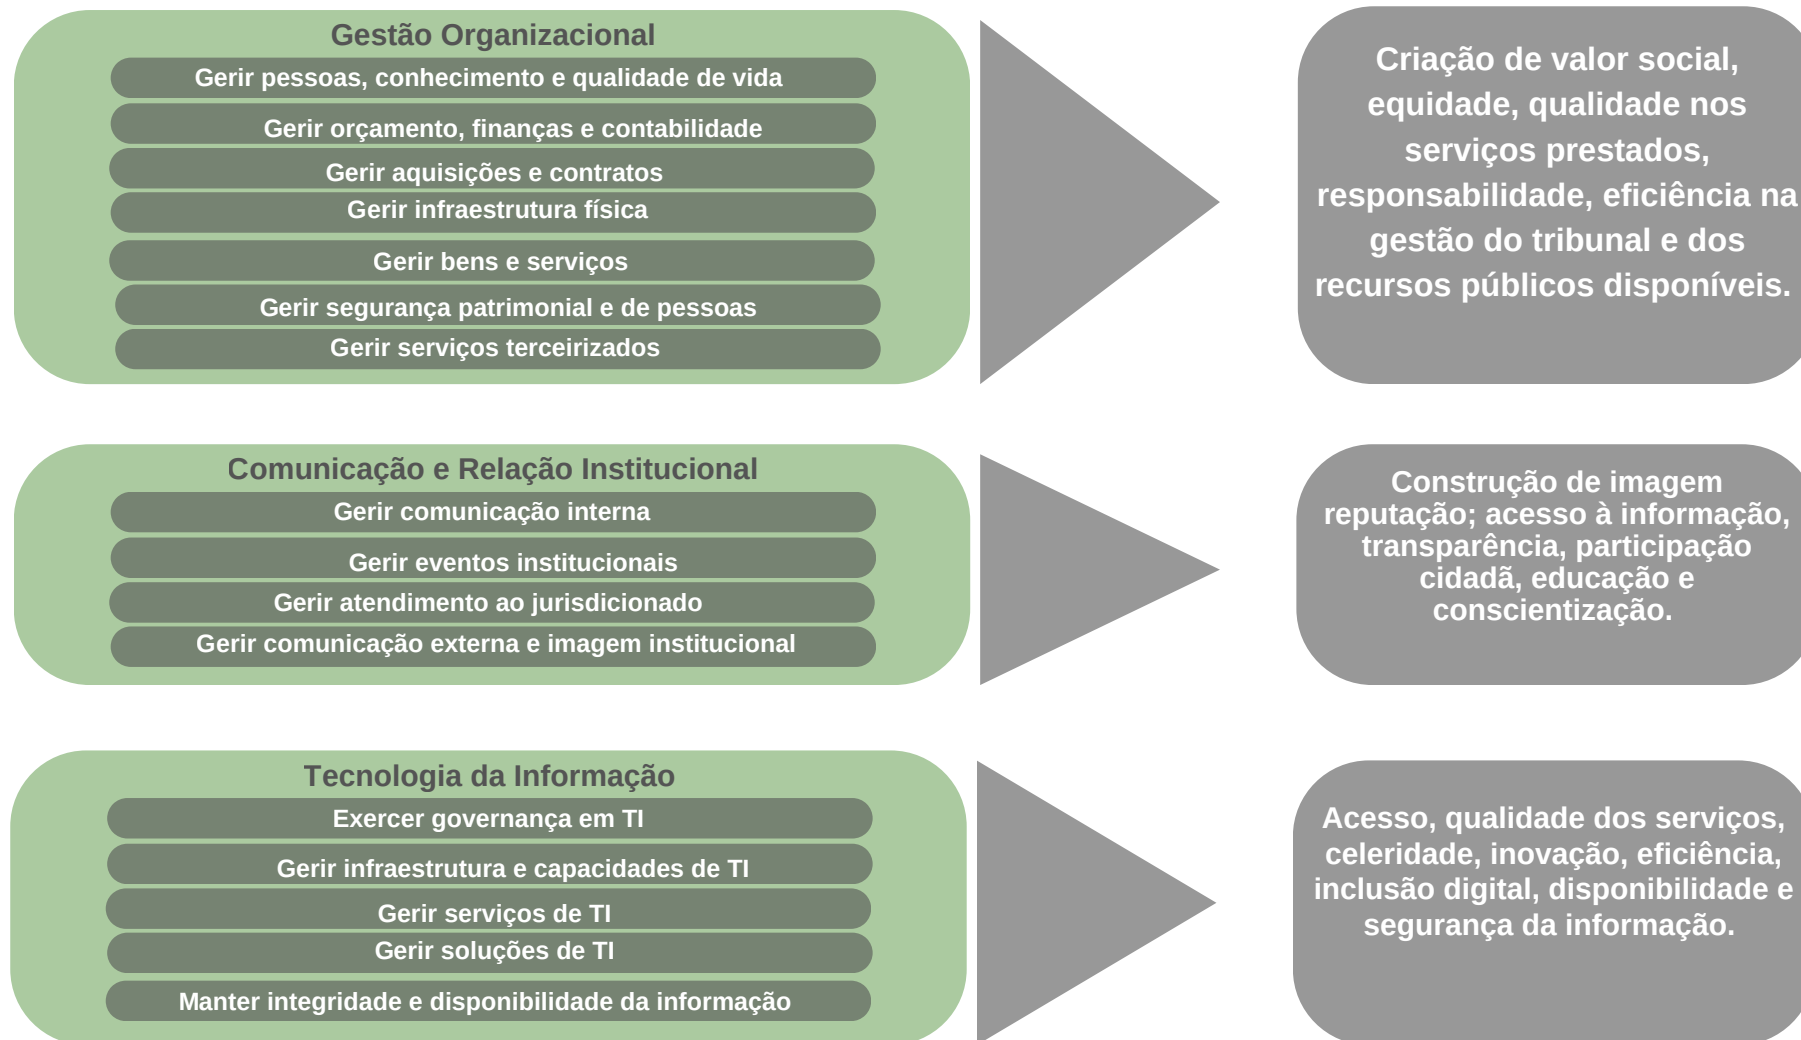 Gestão Organizacional
Gerir pessoas, conhecimento e qualidade de vida
Gerir orçamento, finanças e contabilidade
Gerir aquisições e contratos
Gerir infraestrutura física
Gerir bens e serviços
Gerir segurança patrimonial e de pessoas
Gerir serviços terceirizados
Criação de valor social,
equidade, qualidade nos
serviços prestados,
responsabilidade, eficiência na
gestão do tribunal e dos
recursos públicos disponíveis.
Comunicação e Relação Institucional
Gerir comunicação interna
Gerir eventos institucionais
Gerir atendimento ao jurisdicionado
Gerir comunicação externa e imagem institucional
Construção de imagem
reputação; acesso à informação,
transparência, participação
cidadã, educação e
conscientização.
Tecnologia da Informação
Exercer governança em TI
Gerir infraestrutura e capacidades de TI
Gerir serviços de TI
Gerir soluções de TI
Manter integridade e disponibilidade da informação
Acesso, qualidade dos serviços,
celeridade, inovação, eficiência,
inclusão digital, disponibilidade e
segurança da informação.